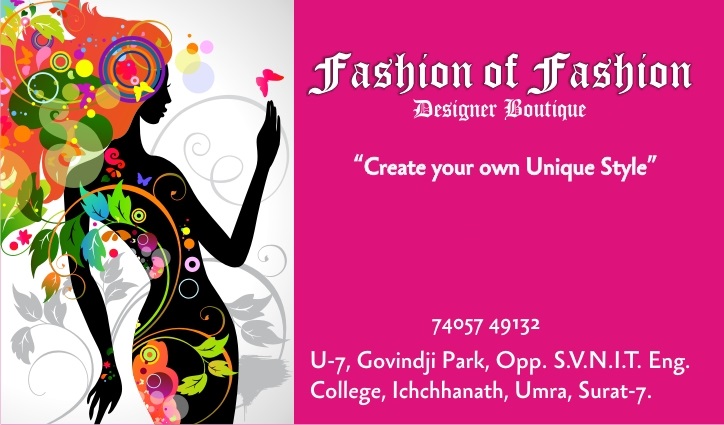 Fashion of Fashion
Designer Boutique
“Create your own Unique Style”
74057 49132
U-7, Govindji Park, Opp. S.V.N.I.T. Eng.
College, Ichchhanath, Umra, Surat-7.